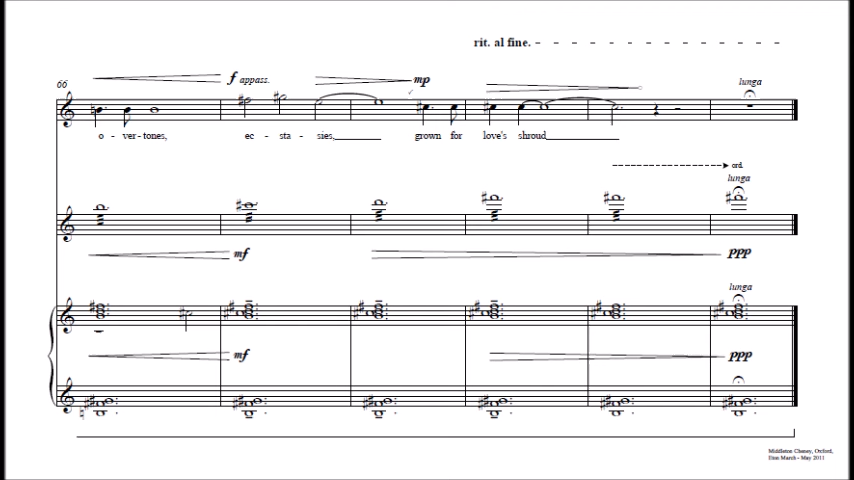 rit. al fine.
66
f appass.
mp
lunga
o - ver - tones, ec - sta - sies, grown for love's shroud
ord.
lunga
mf
ppp
lunga
mf
ppp
Middleton Cheney, Oxford,
Eton March - May 2011